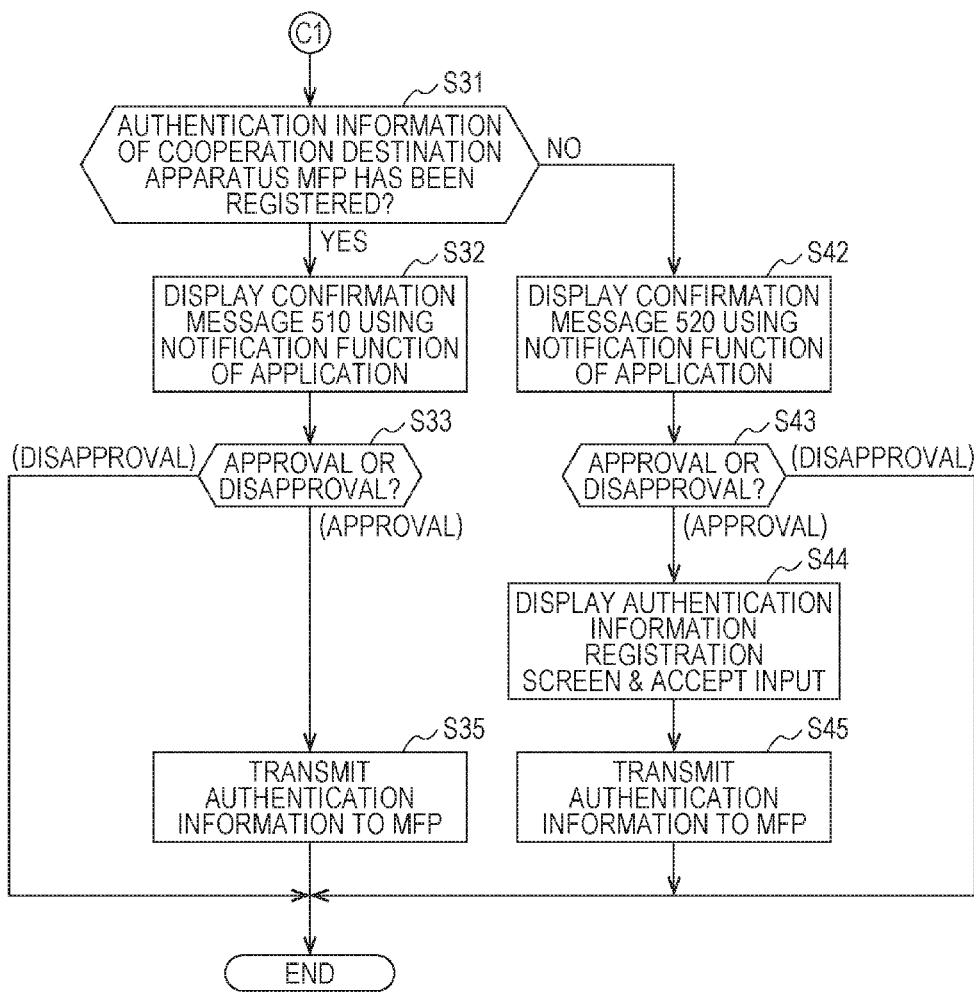 C1
S31
AUTHENTICATION INFORMATION
OF COOPERATION DESTINATION
APPARATUS MFP HAS BEEN
REGISTERED?
NO
YES
S32
DISPLAY CONFIRMATION
MESSAGE 510 USING
NOTIFICATION FUNCTION
OF APPLICATION
S42
DISPLAY CONFIRMATION
MESSAGE 520 USING
NOTIFICATION FUNCTION
OF APPLICATION
S33
(DISAPPROVAL)
APPROVAL OR
DISAPPROVAL?
(APPROVAL)
S43
APPROVAL OR
DISAPPROVAL?
(DISAPPROVAL)
(APPROVAL)
S44
DISPLAY AUTHENTICATION
INFORMATION
REGISTRATION
SCREEN & ACCEPT INPUT
S35
TRANSMIT
AUTHENTICATION
INFORMATION TO MFP
S45
TRANSMIT
AUTHENTICATION
INFORMATION TO MFP
END